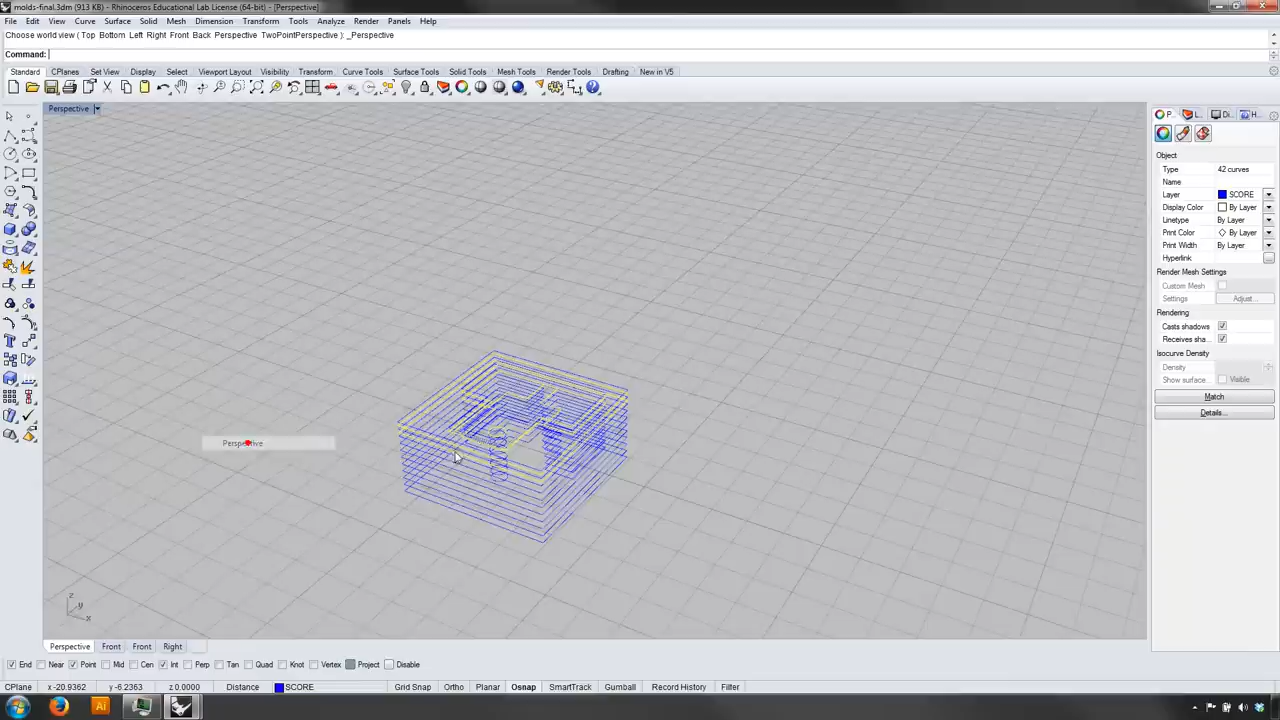 molds-final.3dm (913 KB) - Rhinoceros Educational Lab License (64-bit) - [Perspective]
File Edit View Curve Surface Solid Mesh Dimension Transform Tools Analyze Render Panels Help
Choose world view ( Top Bottom Left Right Front Back Perspective TwoPointPerspective ): _Perspective
Command:
Standard CPlanes Set View Display Select Viewport Layout Visibility Transform Curve Tools Surface Tools Solid Tools Mesh Tools Render Tools Drafting New in V5
Perspective
P... L... Di... H...
Object
Type 42 curves
Name
Layer SCORE
Display Color By Layer
Linetype By Layer
Print Color By Layer
Print Width By Layer
Hyperlink ...
Render Mesh Settings
Custom Mesh
Settings Adjust...
Rendering
Casts shadows
Receives sha...
Isocurve Density
Density
Show surface... Visible
Match
Details...
Perspective
z
y
x
Perspective Front Front Right
End Near Point Mid Cen Int Perp Tan Quad Knot Vertex Project Disable
CPlane x -20.9362 y -6.2363 z 0.0000 Distance SCORE Grid Snap Ortho Planar Osnap SmartTrack Gumball Record History Filter
Ai